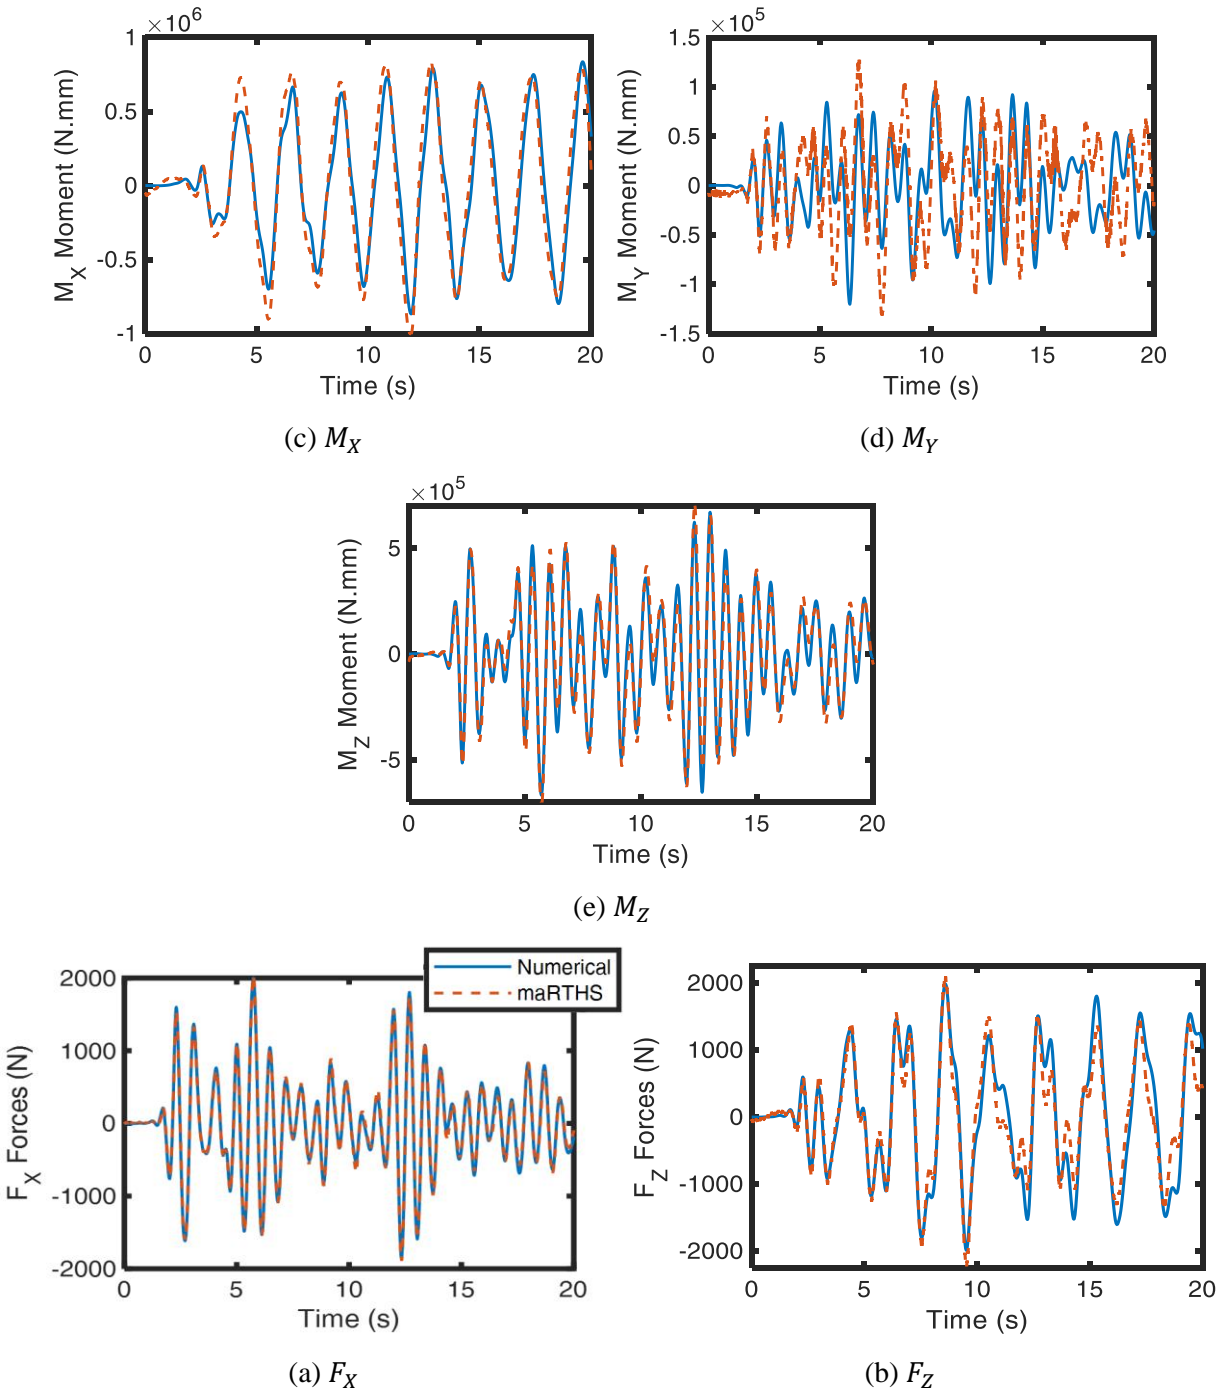 ×10^6
1
0.5
0
-0.5
-1
M_X Moment (N.mm)
0 5 10 15 20
Time (s)
(c) M_X
×10^5
1.5
1
0.5
0
-0.5
-1
-1.5
M_Y Moment (N.mm)
0 5 10 15 20
Time (s)
(d) M_Y
×10^5
5
0
-5
M_Z Moment (N.mm)
0 5 10 15 20
Time (s)
(e) M_Z
Numerical
maRTHS
2000
1000
0
-1000
-2000
F_X Forces (N)
0 5 10 15 20
Time (s)
(a) F_X
2000
1000
0
-1000
-2000
F_Z Forces (N)
0 5 10 15 20
Time (s)
(b) F_Z